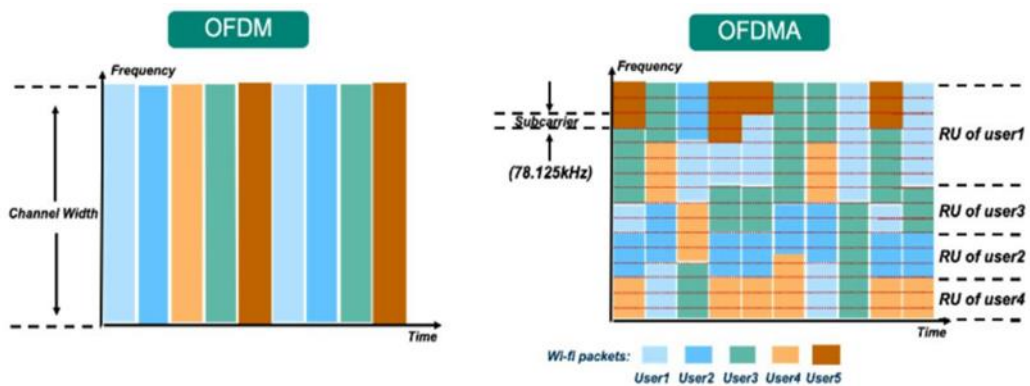 OFDM
Frequency
Channel Width
Time
OFDMA
Frequency
Subcarrier
(78.125kHz)
RU of user1
RU of user3
RU of user2
RU of user4
Time
Wi-fi packets:
User1 User2 User3 User4 User5